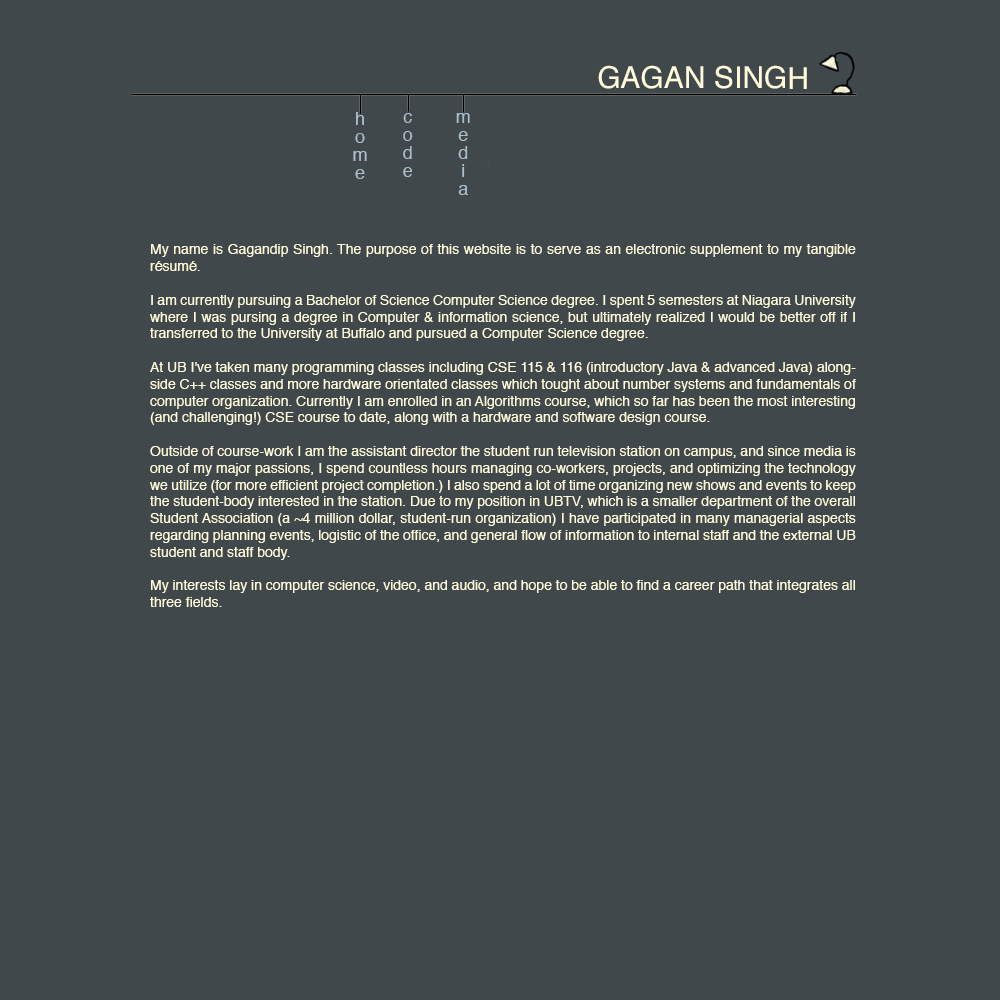 GAGAN SINGH
home
code
media
My name is Gagandip Singh. The purpose of this website is to serve as an electronic supplement to my tangible
résumé.
I am currently pursuing a Bachelor of Science Computer Science degree. I spent 5 semesters at Niagara University
where I was pursing a degree in Computer & information science, but ultimately realized I would be better off if I
transferred to the University at Buffalo and pursued a Computer Science degree.
At UB I've taken many programming classes including CSE 115 & 116 (introductory Java & advanced Java) along-
side C++ classes and more hardware orientated classes which tought about number systems and fundamentals of
computer organization. Currently I am enrolled in an Algorithms course, which so far has been the most interesting
(and challenging!) CSE course to date, along with a hardware and software design course.
Outside of course-work I am the assistant director the student run television station on campus, and since media is
one of my major passions, I spend countless hours managing co-workers, projects, and optimizing the technology
we utilize (for more efficient project completion.) I also spend a lot of time organizing new shows and events to keep
the student-body interested in the station. Due to my position in UBTV, which is a smaller department of the overall
Student Association (a ~4 million dollar, student-run organization) I have participated in many managerial aspects
regarding planning events, logistic of the office, and general flow of information to internal staff and the external UB
student and staff body.
My interests lay in computer science, video, and audio, and hope to be able to find a career path that integrates all
three fields.